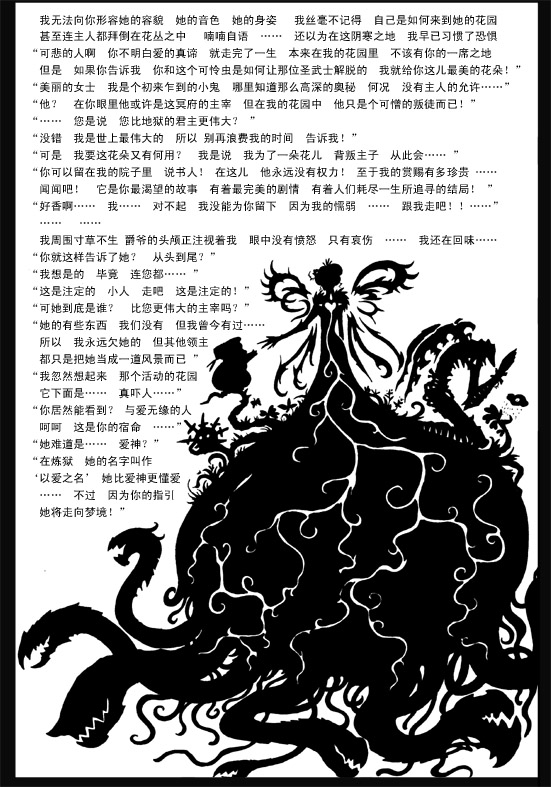 我无法向你形容她的容貌 她的音色 她的身姿 我丝毫不记得 自己是如何来到她的花园
甚至连主人都拜倒在花丛之中 喃喃自语 …… 还以为在这阴寒之地 我早已习惯了恐惧
“可悲的人啊 你不明白爱的真谛 就走完了一生 本来在我的花园里 不该有你的一席之地
但是 如果你告诉我 你和这个可怜虫是如何让那位圣武士解脱的 我就给你这儿最美的花朵！”
“美丽的女士 我是个初来乍到的小鬼 哪里知道那么高深的奥秘 何况 没有主人的允许……”
“他？ 在你眼里他或许是这冥府的主宰 但在我的花园中 他只是个可憎的叛徒而已！”
“…… 您是说 您比地狱的君主更伟大？ ”
“没错 我是世上最伟大的 所以 别再浪费我的时间 告诉我！”
“可是 我要这花朵又有何用？ 我是说 我为了一朵花儿 背叛主子 从此会…… ”
“你可以留在我的院子里 说书人！ 在这儿 他永远没有权力！ 至于我的赏赐有多珍贵 ……
闻闻吧！ 它是你最渴望的故事 有着最完美的剧情 有着人们耗尽一生所追寻的结局！ ”
“好香啊…… 我…… 对不起 我没能为你留下 因为我的懦弱 …… 跟我走吧！！……”
…… ……
我周围寸草不生 爵爷的头颅正注视着我 眼中没有愤怒 只有哀伤 …… 我还在回味……
“你就这样告诉了她？ 从头到尾？”
“我想是的 毕竟 连您都…… ”
“这是注定的 小人 走吧 这是注定的！”
“可她到底是谁？ 比您更伟大的主宰吗？”
“她的有些东西 我们没有 但我曾今有过……
所以 我永远欠她的 但其他领主
都只是把她当成一道风景而已 ”
“我忽然想起来 那个活动的花园
它下面是…… 真吓人……”
“你居然能看到？ 与爱无缘的人
呵呵 这是你的宿命 ……”
“她难道是…… 爱神？”
“在炼狱 她的名字叫作
‘以爱之名’ 她比爱神更懂爱
…… 不过 因为你的指引
她将走向梦境！”